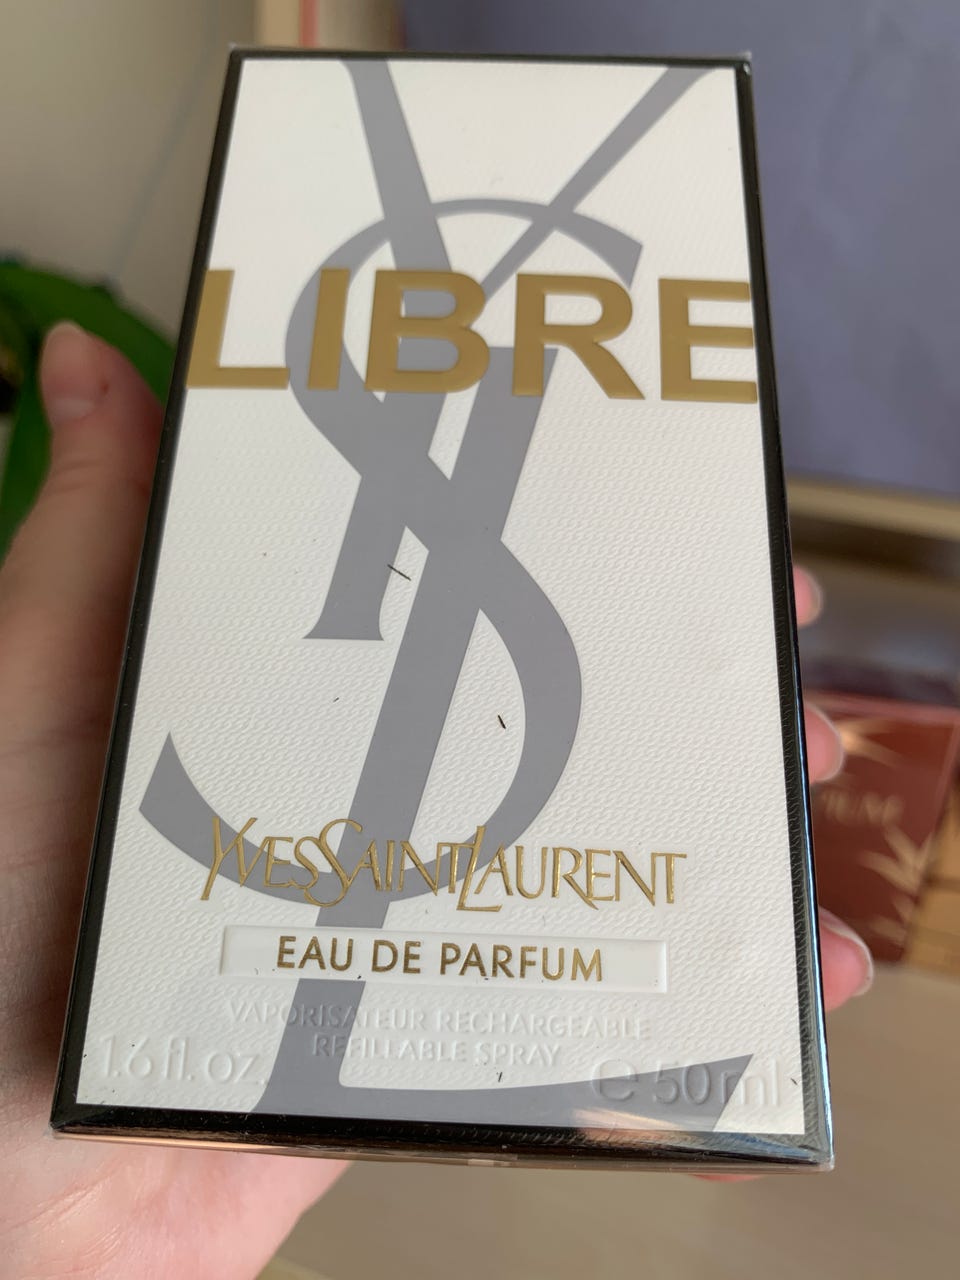 LIBRE
YVESSAINTLAURENT
EAU DE PARFUM
VAPORISATEUR RECHARGEABLE
REFILLABLE SPRAY
1.6 fl. oz. e 50 ml